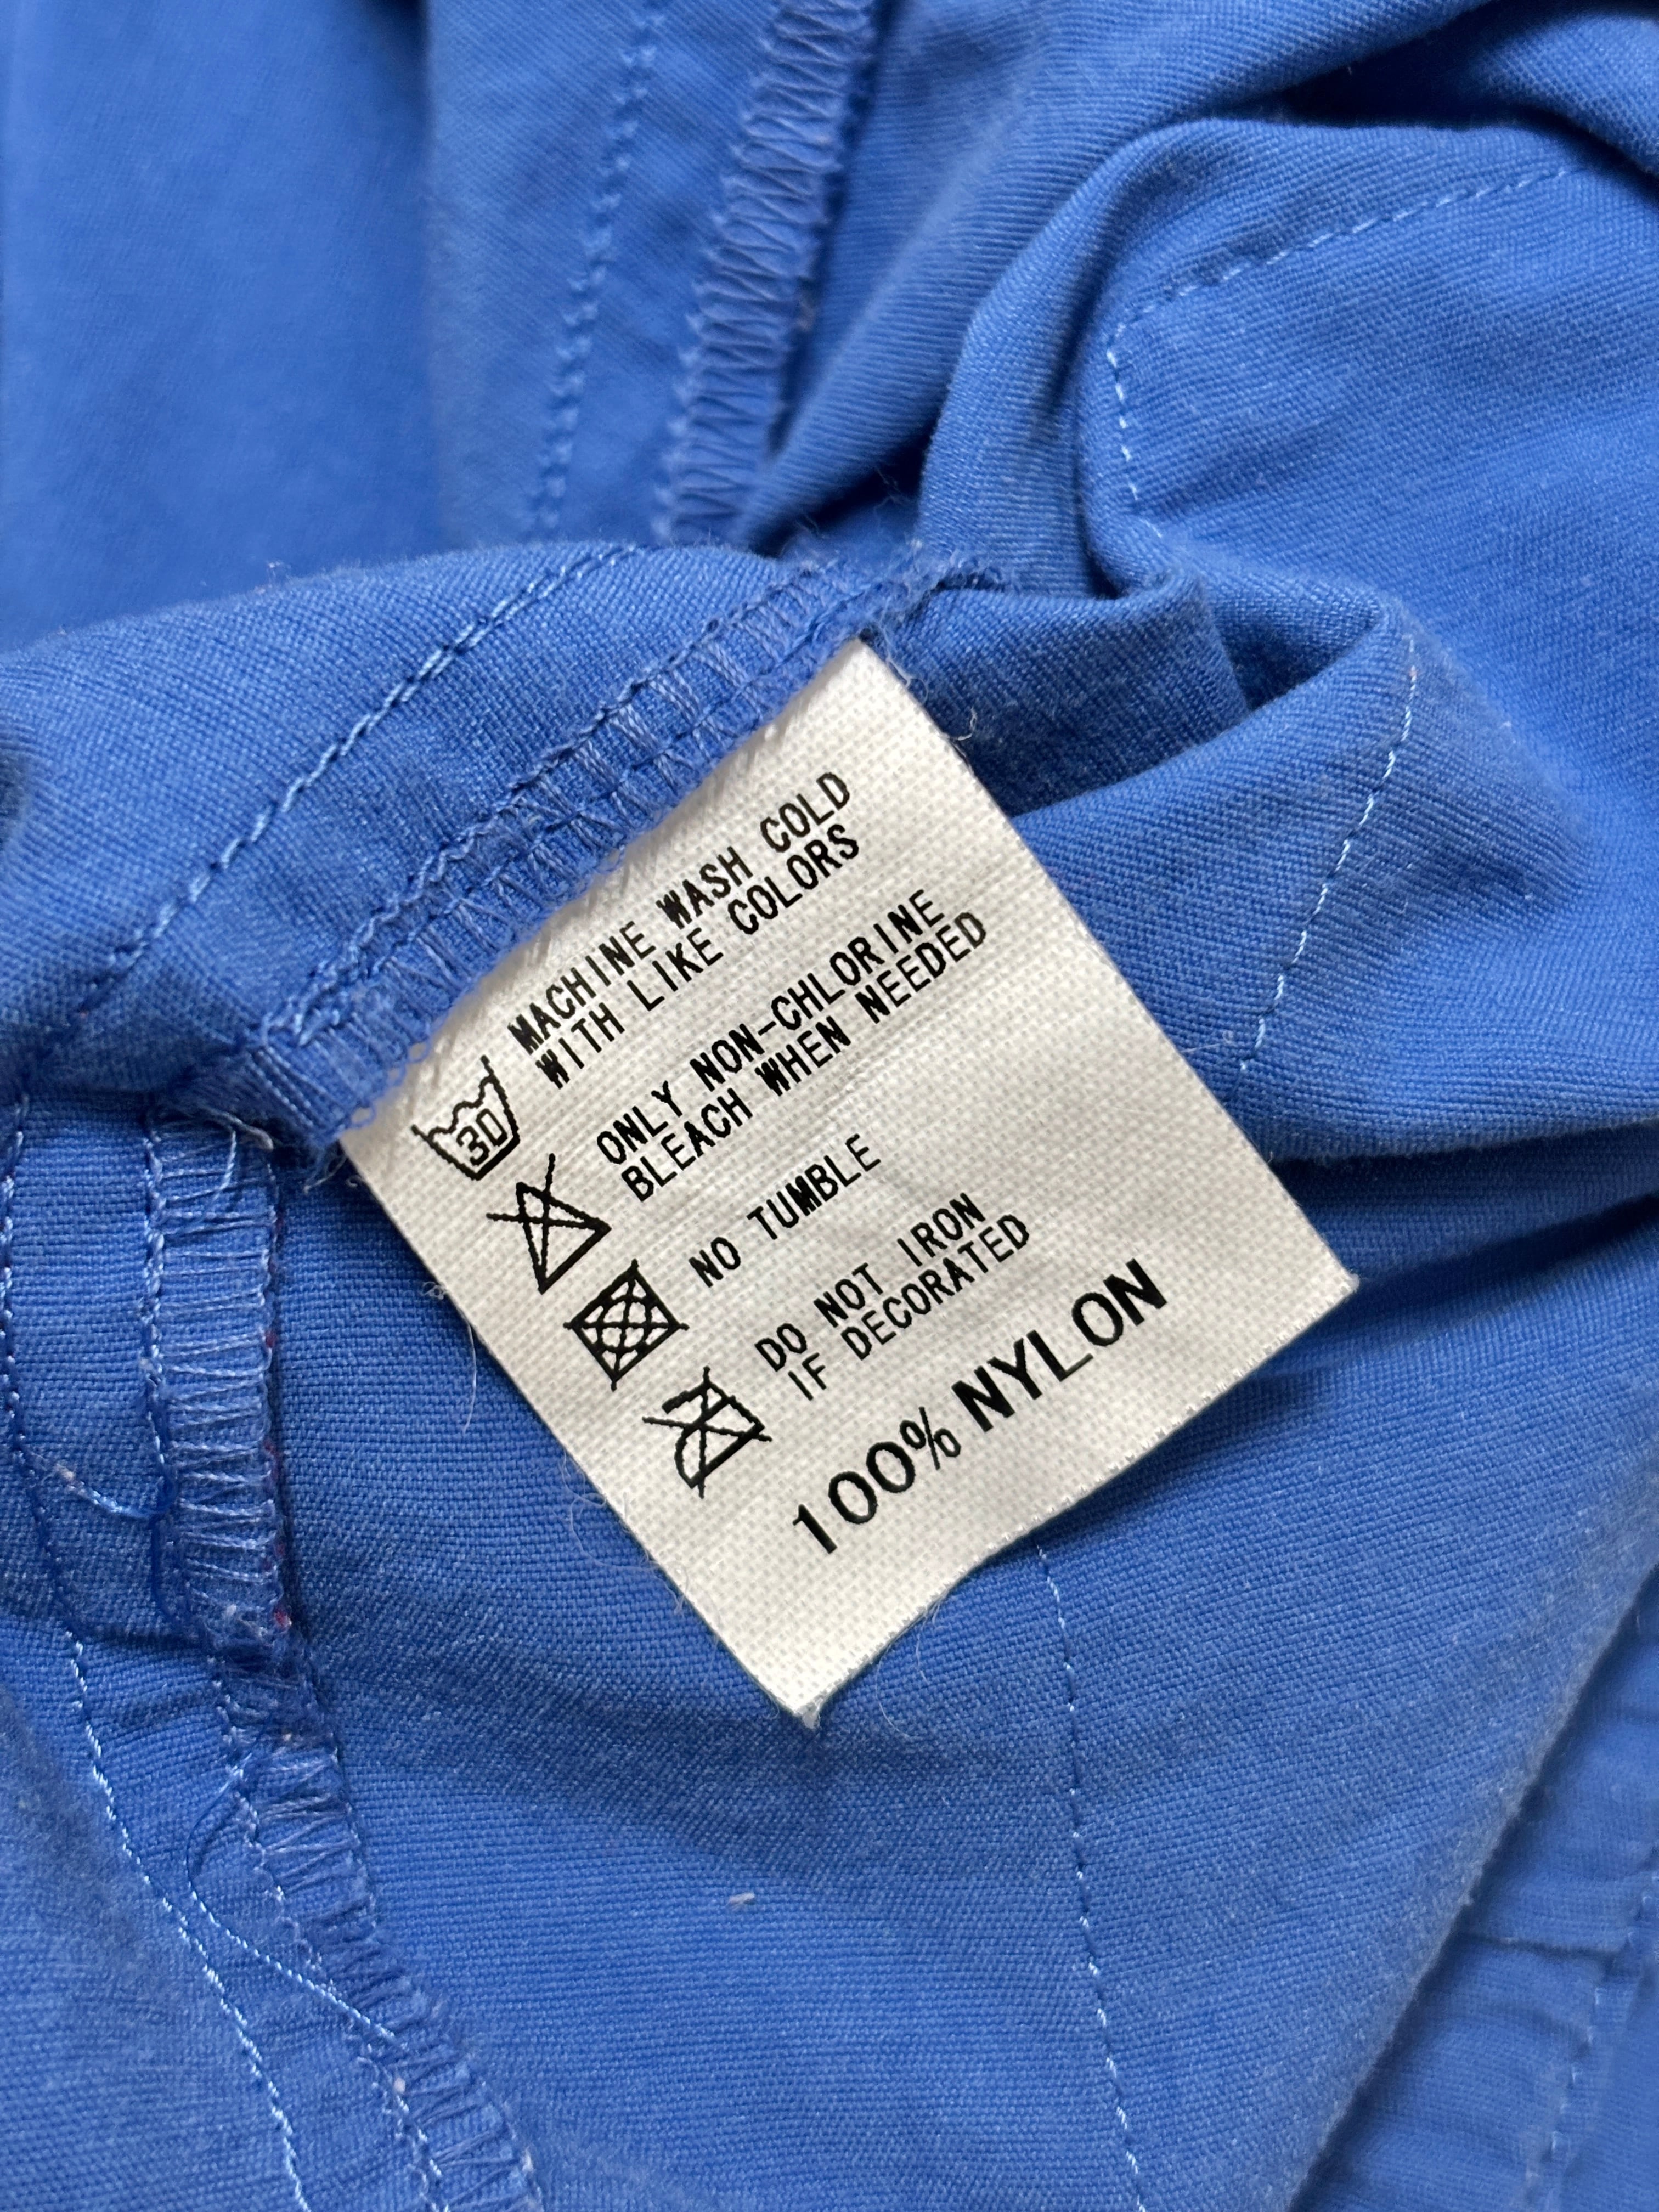 MACHINE WASH COLD
WITH LIKE COLORS
30
ONLY NON-CHLORINE
BLEACH WHEN NEEDED
NO TUMBLE
DO NOT IRON
IF DECORATED
100% NYLON